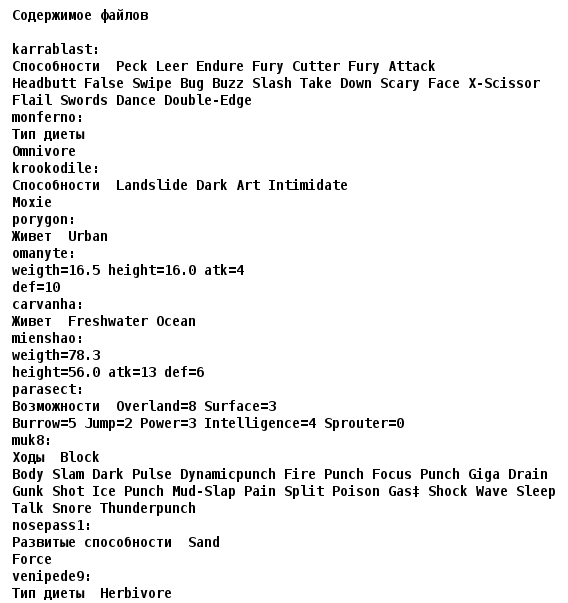 Содержимое файлов
karrablast:
Способности  Peck Leer Endure Fury Cutter Fury Attack
Headbutt False Swipe Bug Buzz Slash Take Down Scary Face X-Scissor
Flail Swords Dance Double-Edge
monferno:
Тип диеты
Omnivore
krookodile:
Способности  Landslide Dark Art Intimidate
Moxie
porygon:
Живет  Urban
omanyte:
weigth=16.5 height=16.0 atk=4
def=10
carvanha:
Живет  Freshwater Ocean
mienshao:
weigth=78.3
height=56.0 atk=13 def=6
parasect:
Возможности  Overland=8 Surface=3
Burrow=5 Jump=2 Power=3 Intelligence=4 Sprouter=0
muk8:
Ходы  Block
Body Slam Dark Pulse Dynamicpunch Fire Punch Focus Punch Giga Drain
Gunk Shot Ice Punch Mud-Slap Pain Split Poison Gas‡ Shock Wave Sleep
Talk Snore Thunderpunch
nosepass1:
Развитые способности  Sand
Force
venipede9:
Тип диеты  Herbivore